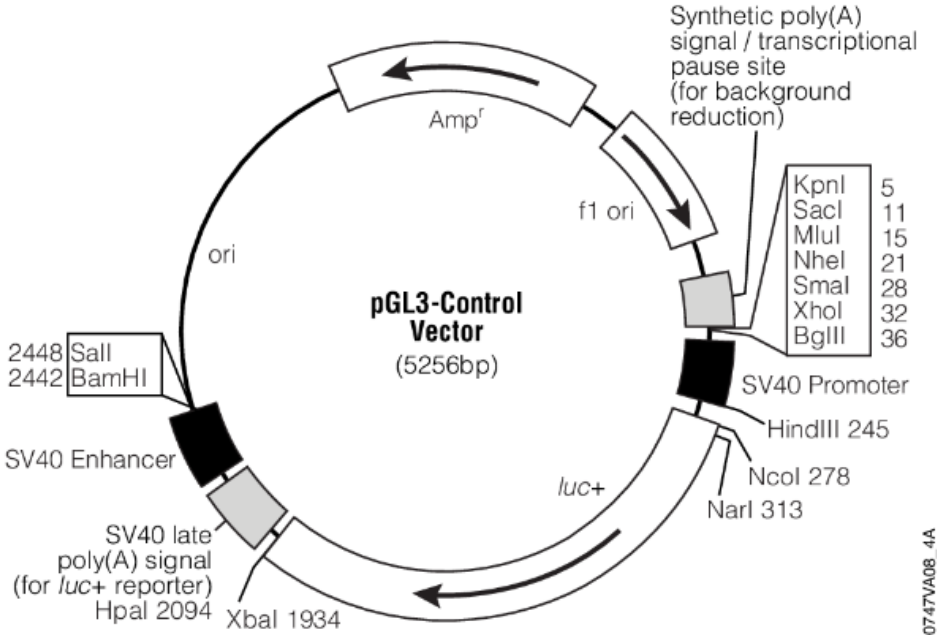 Synthetic poly(A)
signal / transcriptional
pause site
(for background
reduction)
Ampʳ
f1 ori
KpnI 5
SacI 11
MluI 15
NheI 21
SmaI 28
XhoI 32
BglII 36
ori
pGL3-Control
Vector
(5256bp)
2448 SalI
2442 BamHI
SV40 Promoter
HindIII 245
SV40 Enhancer
NcoI 278
luc+
NarI 313
SV40 late
poly(A) signal
(for luc+ reporter)
HpaI 2094
XbaI 1934
0747VA08_4A